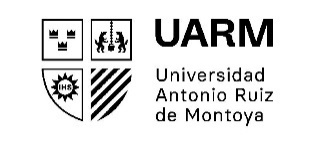 UARM
Universidad
Antonio Ruiz
de Montoya
IHS